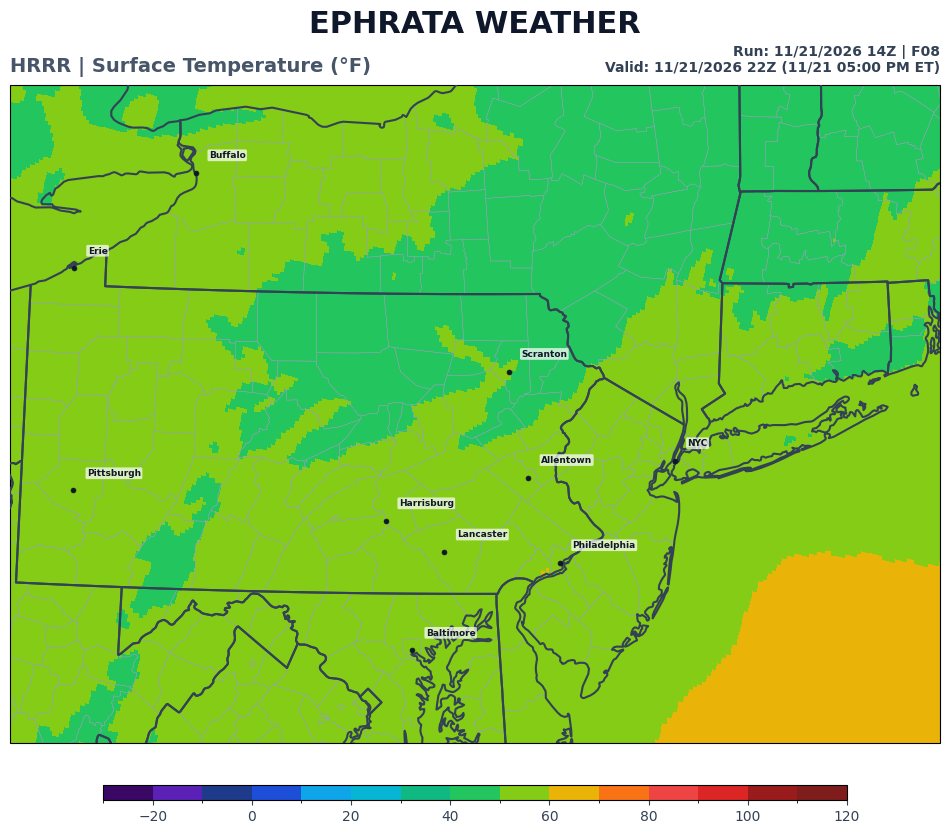 EPHRATA WEATHER
HRRR | Surface Temperature (°F)
Run: 11/21/2026 14Z | F08
Valid: 11/21/2026 22Z (11/21 05:00 PM ET)
Buffalo
Erie
Scranton
NYC
Allentown
Pittsburgh
Harrisburg
Lancaster
Philadelphia
Baltimore
−20 0 20 40 60 80 100 120